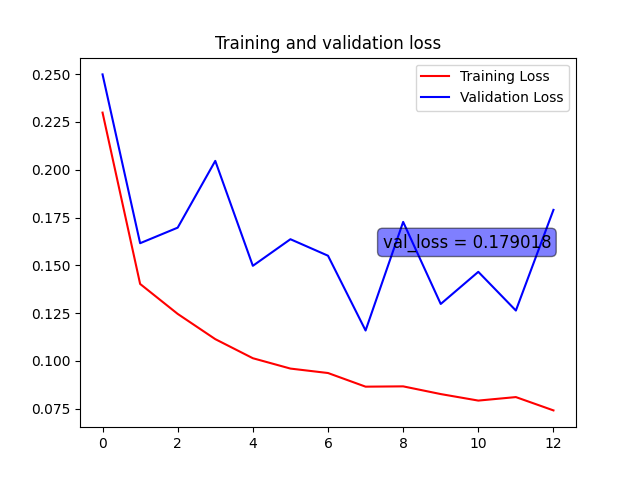 Training and validation loss
Training Loss
Validation Loss
val_loss = 0.179018
0.250
0.225
0.200
0.175
0.150
0.125
0.100
0.075
0 2 4 6 8 10 12